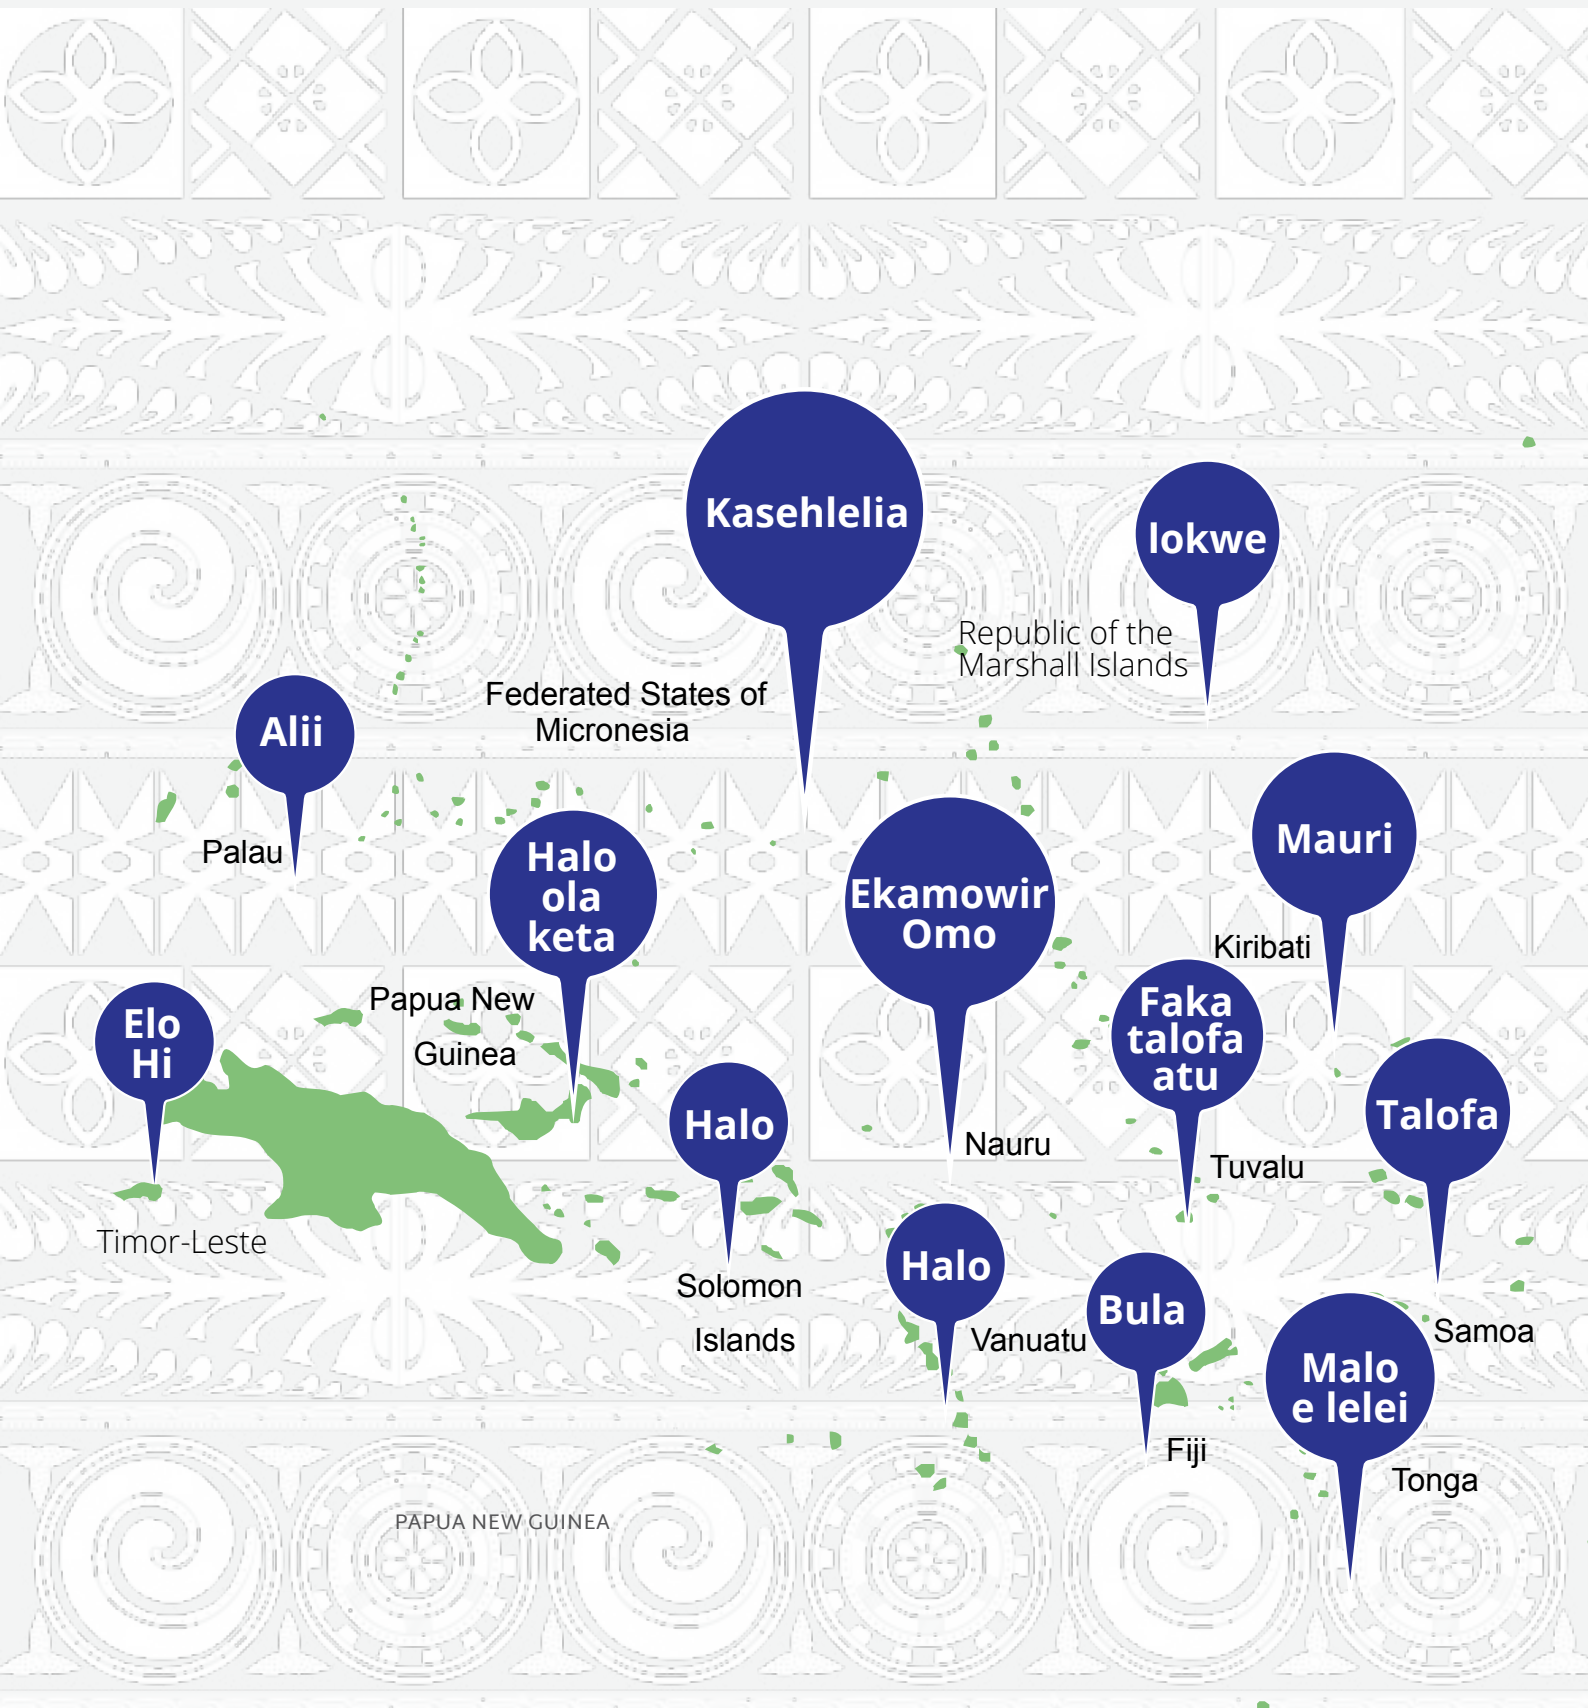 Kasehlelia
lokwe
Republic of the
Marshall Islands
Federated States of
Micronesia
Alii
Palau
Halo
ola
keta
Ekamowir
Omo
Mauri
Kiribati
Papua New
Guinea
Elo
Hi
Faka
talofa
atu
Halo
Talofa
Nauru
Tuvalu
Timor-Leste
Halo
Solomon
Islands
Vanuatu
Bula
Samoa
Malo
e lelei
Fiji
Tonga
PAPUA NEW GUINEA